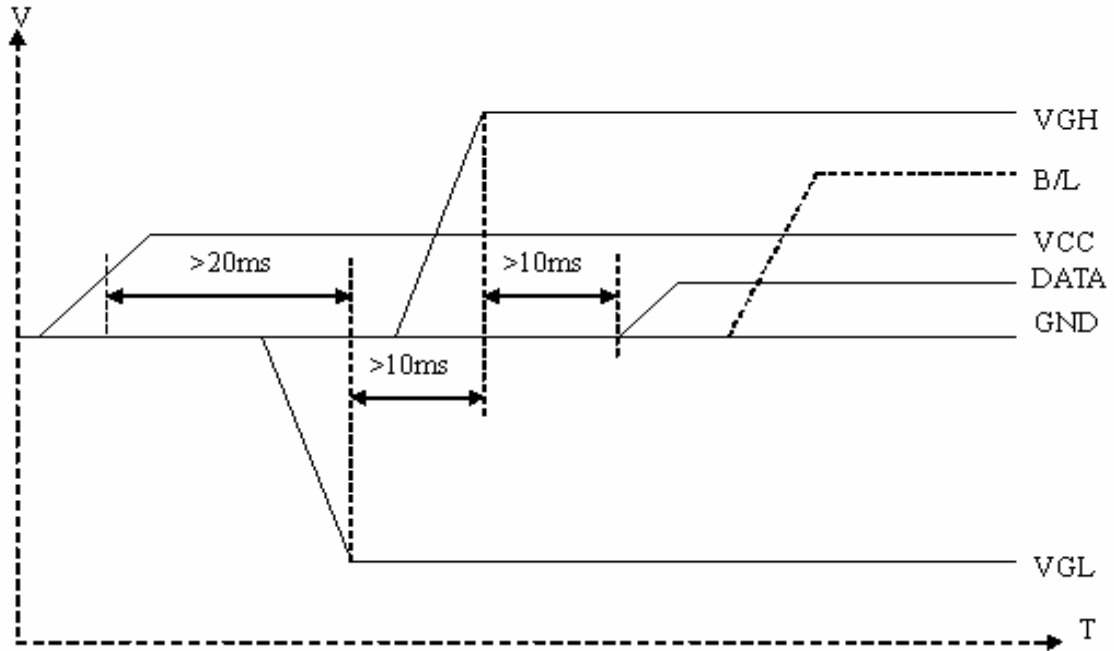 V
VGH
B/L
VCC
>20ms
>10ms
DATA
GND
>10ms
VGL
T